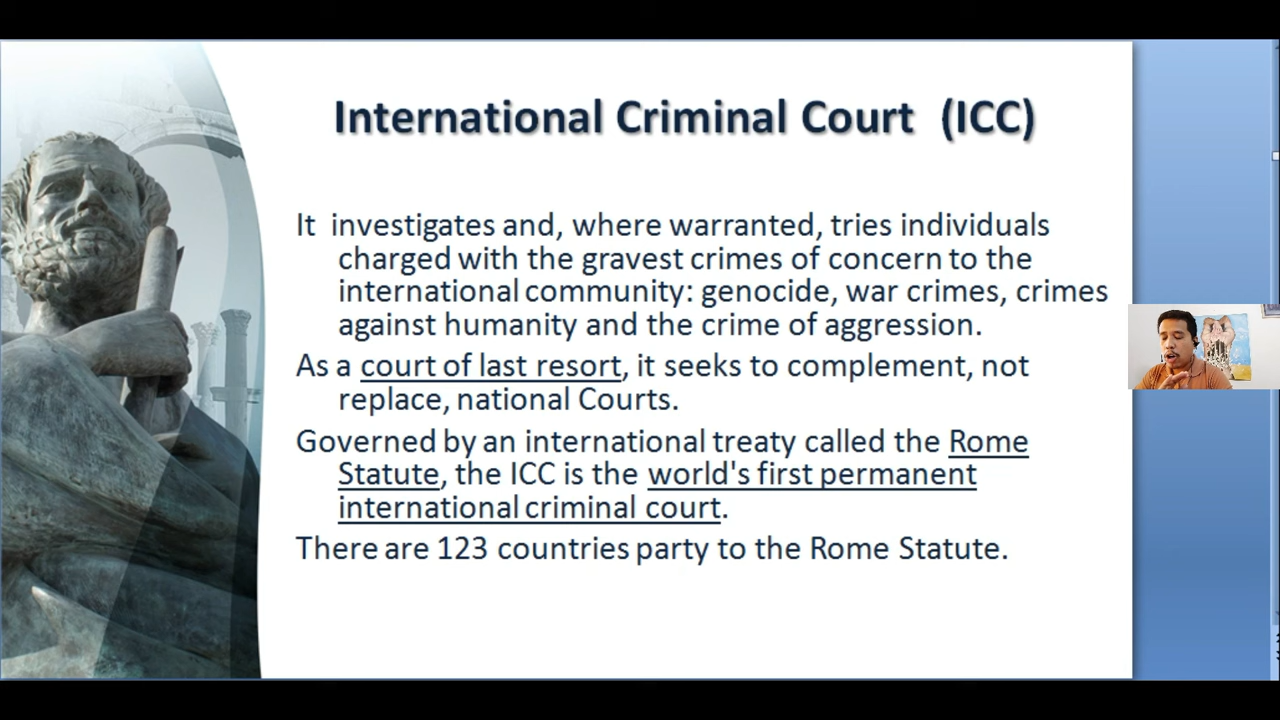 International Criminal Court (ICC)
It investigates and, where warranted, tries individuals
charged with the gravest crimes of concern to the
international community: genocide, war crimes, crimes
against humanity and the crime of aggression.
As a court of last resort, it seeks to complement, not
replace, national Courts.
Governed by an international treaty called the Rome
Statute, the ICC is the world's first permanent
international criminal court.
There are 123 countries party to the Rome Statute.